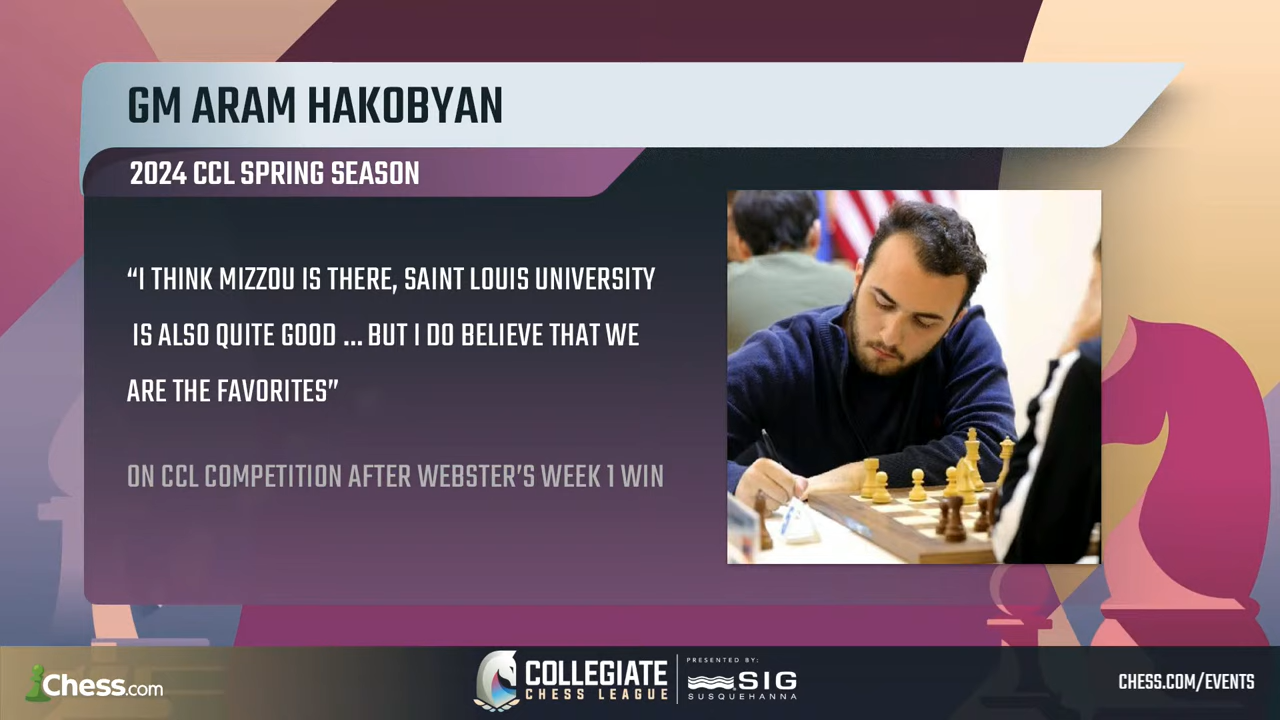 GM ARAM HAKOBYAN
2024 CCL SPRING SEASON
“I THINK MIZZOU IS THERE, SAINT LOUIS UNIVERSITY
IS ALSO QUITE GOOD ... BUT I DO BELIEVE THAT WE
ARE THE FAVORITES”
ON CCL COMPETITION AFTER WEBSTER’S WEEK 1 WIN
Chess.com
COLLEGIATE
CHESS LEAGUE
PRESENTED BY:
SIG
SUSQUEHANNA
CHESS.COM/EVENTS